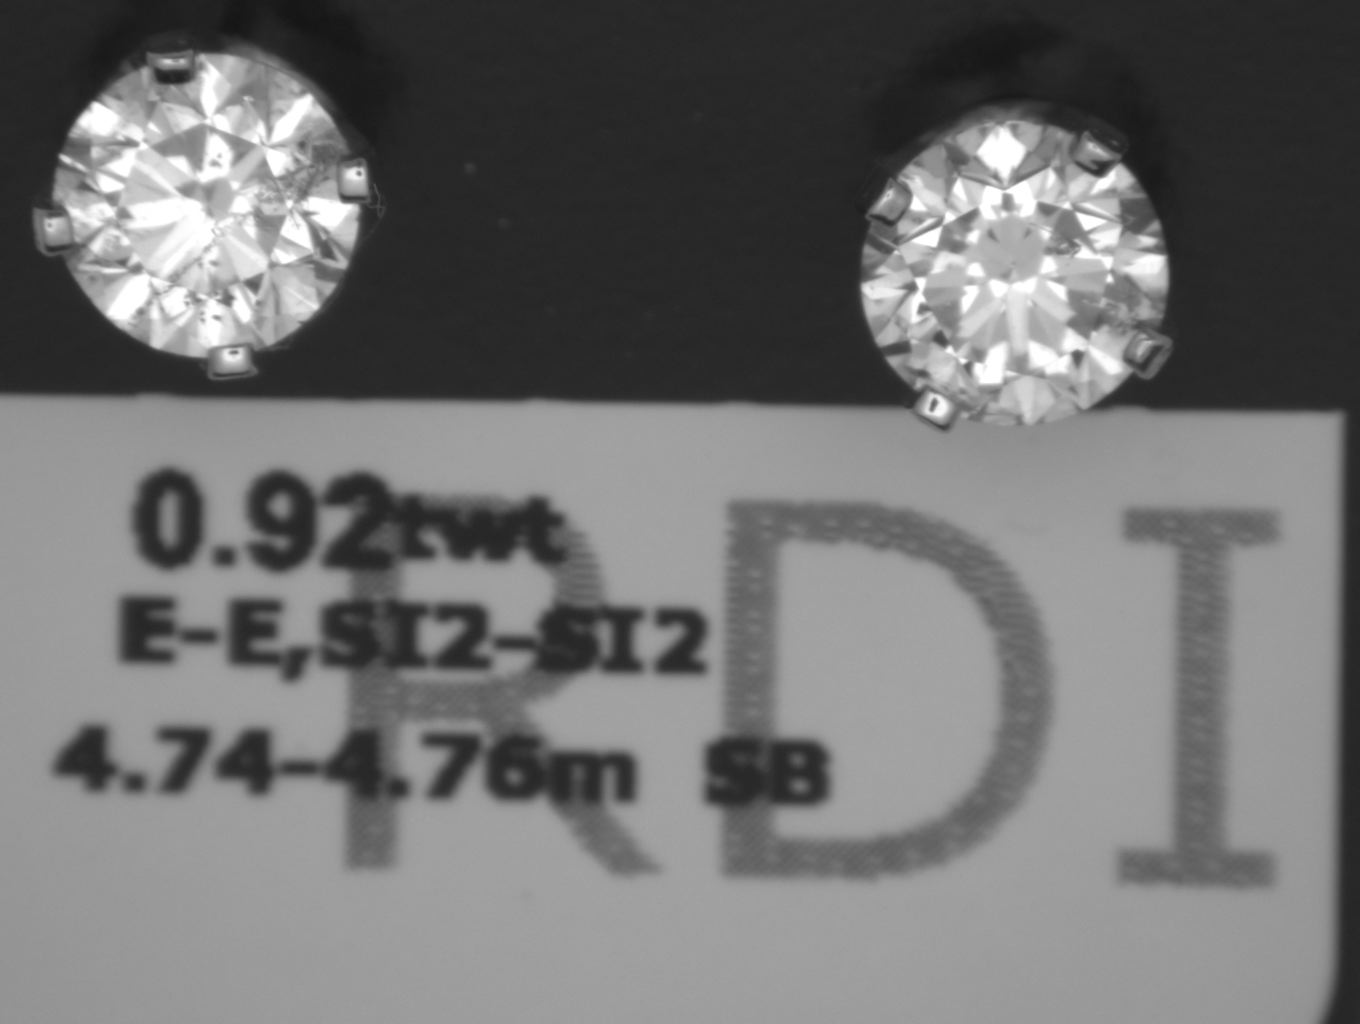 0.92twt
E-E,SI2-SI2
4.74-4.76m SB
RDI